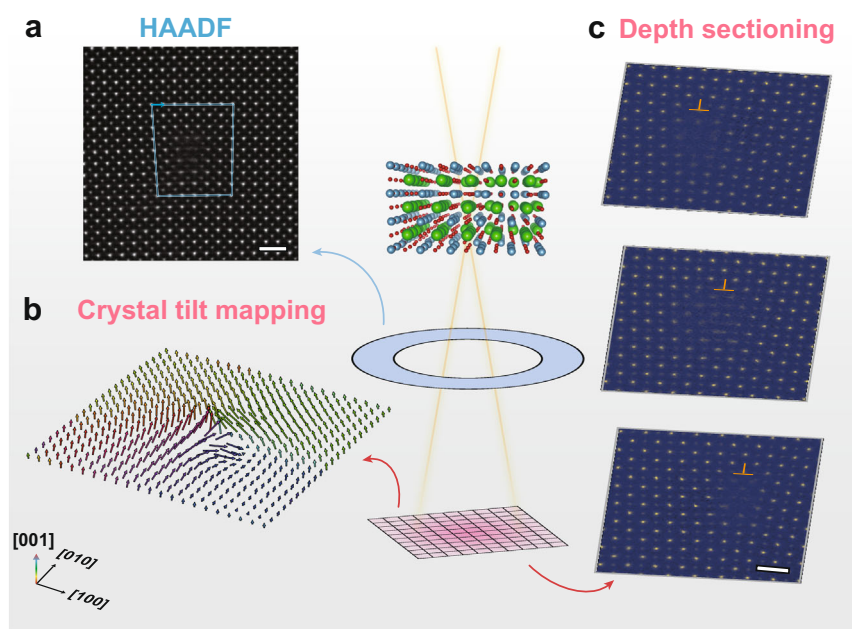 a
HAADF
c
Depth sectioning
b
Crystal tilt mapping
[001]
[010]
[100]